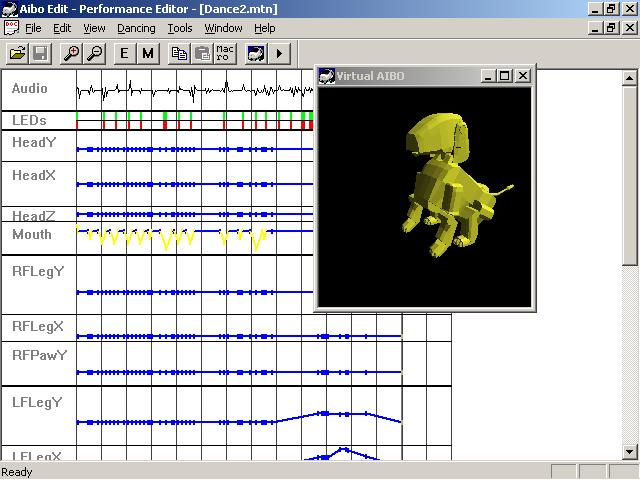 Aibo Edit - Performance Editor - [Dance2.mtn]
File Edit View Dancing Tools Window Help
E M Mac ro
Virtual AIBO
Audio
LEDs
HeadY
HeadX
HeadZ
Mouth
RFLegY
RFLegX
RFPawY
LFLegY
LFLegX
Ready